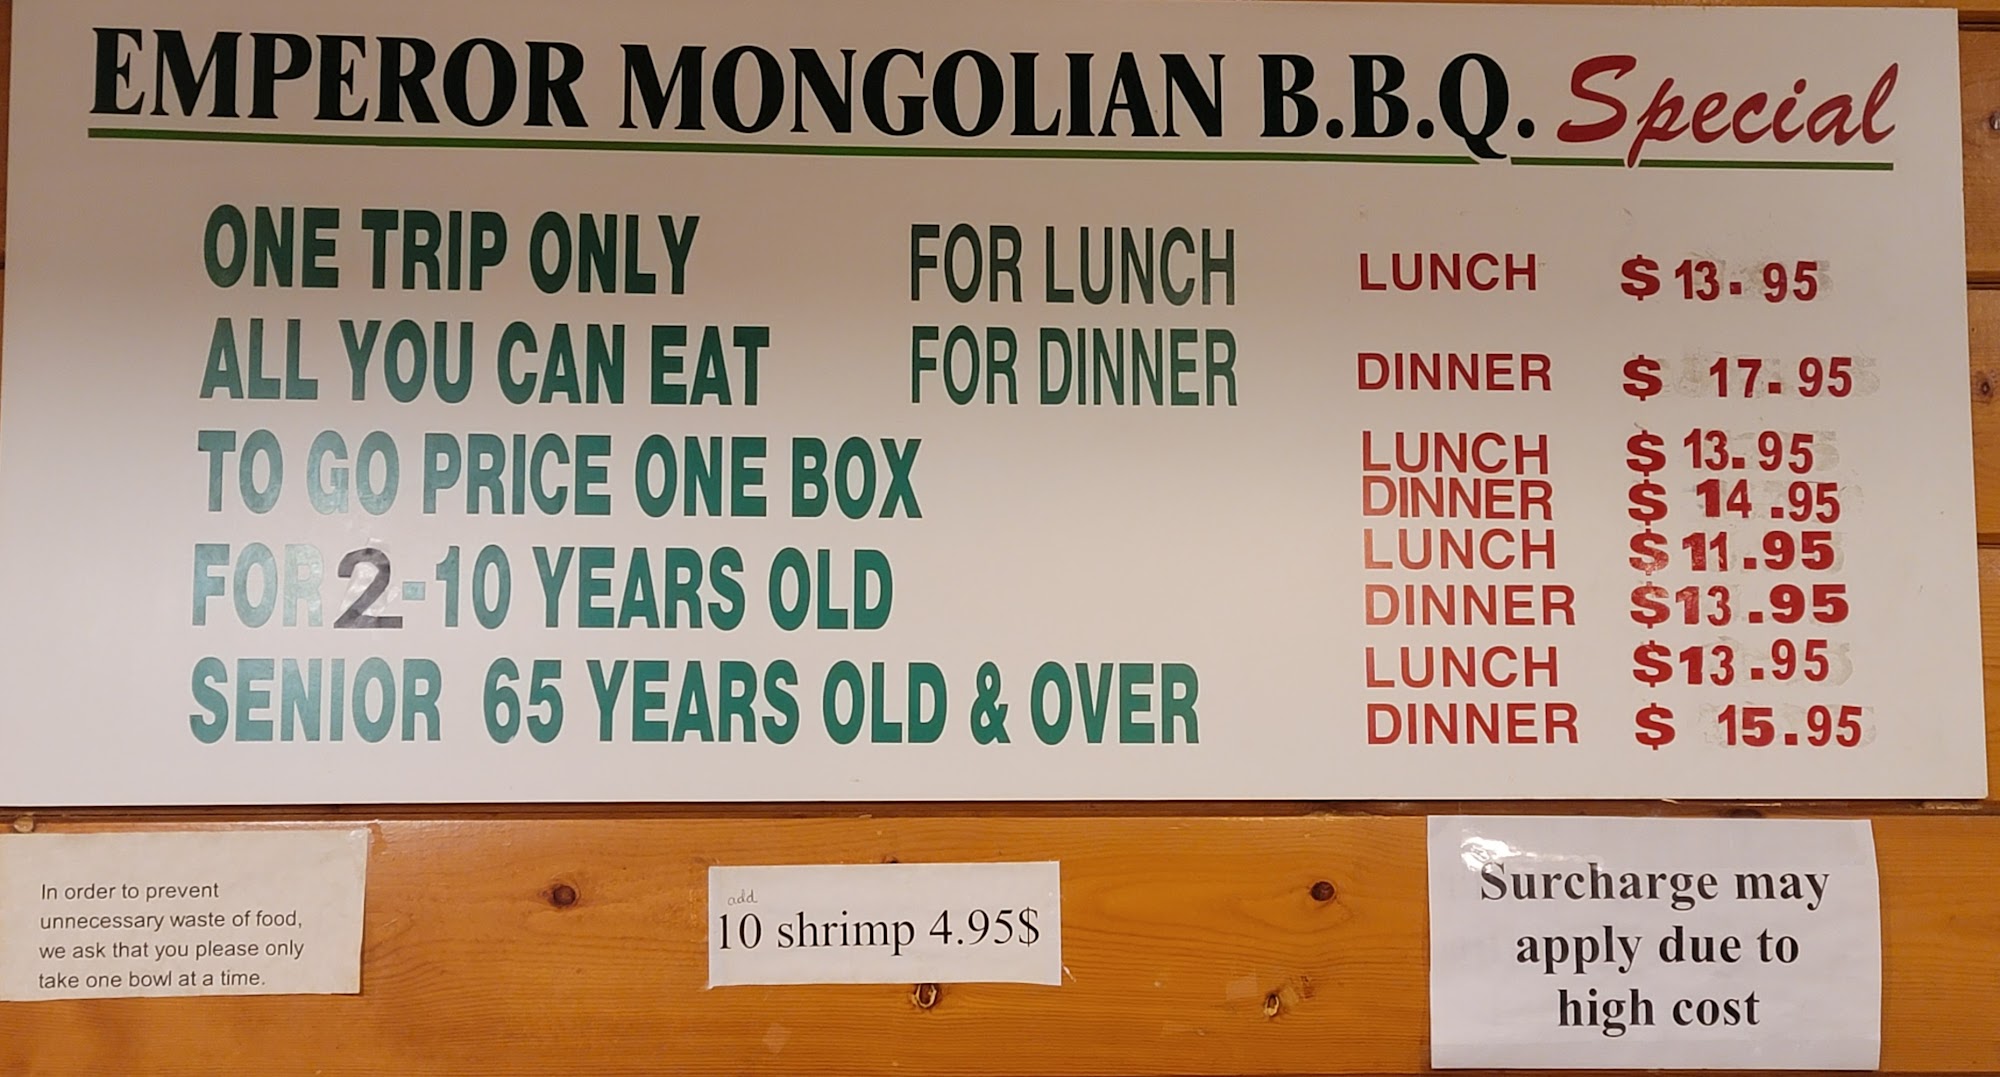 EMPEROR MONGOLIAN B.B.Q. Special
ONE TRIP ONLY FOR LUNCH LUNCH $ 13.95
ALL YOU CAN EAT FOR DINNER DINNER $ 17.95
TO GO PRICE ONE BOX LUNCH $ 13.95
DINNER $ 14.95
FOR 2-10 YEARS OLD LUNCH $ 11.95
DINNER $13.95
SENIOR 65 YEARS OLD & OVER LUNCH $13.95
DINNER $ 15.95
In order to prevent
unnecessary waste of food,
we ask that you please only
take one bowl at a time.
add
10 shrimp 4.95$
Surcharge may
apply due to
high cost